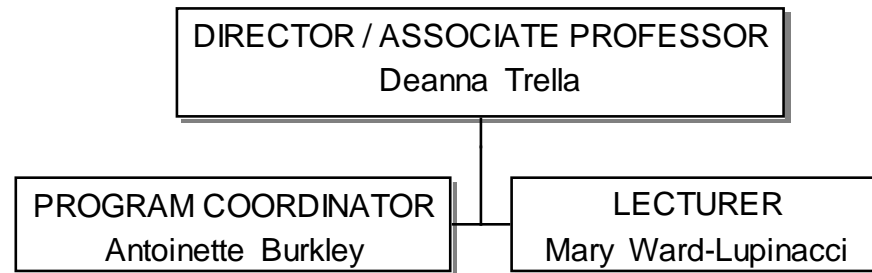 DIRECTOR / ASSOCIATE PROFESSOR
Deanna Trella
PROGRAM COORDINATOR
Antoinette Burkley
LECTURER
Mary Ward-Lupinacci